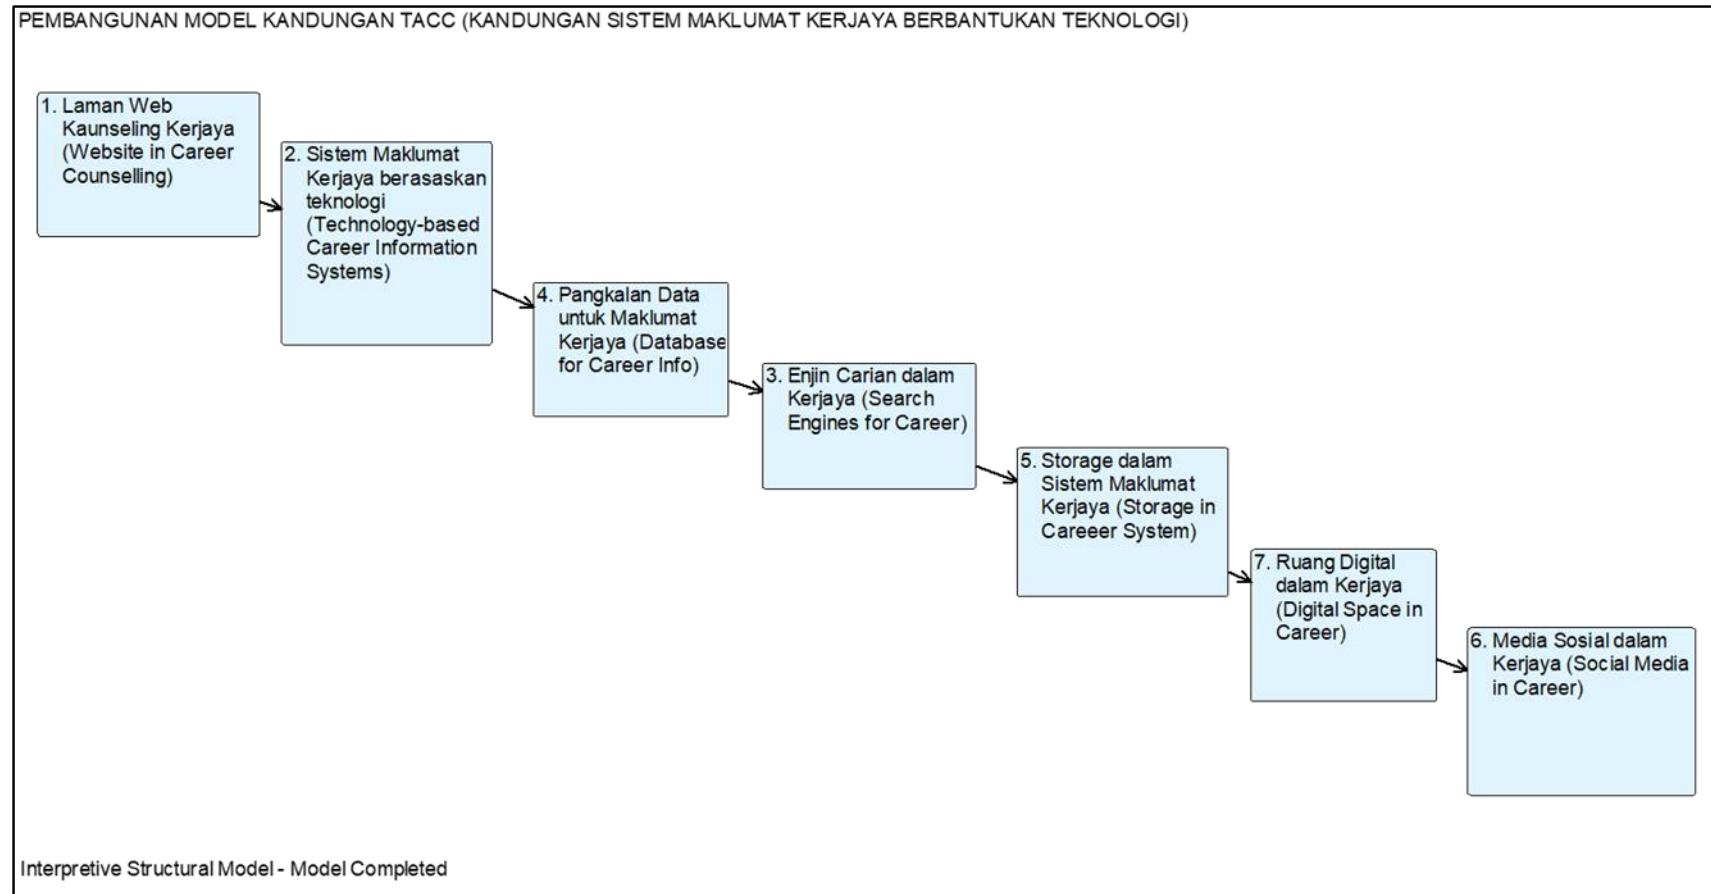 PEMBANGUNAN MODEL KANDUNGAN TACC (KANDUNGAN SISTEM MAKLUMAT KERJAYA BERBANTUKAN TEKNOLOGI)
1. Laman Web
Kaunseling Kerjaya
(Website in Career
Counselling)
2. Sistem Maklumat
Kerjaya berasaskan
teknologi
(Technology-based
Career Information
Systems)
4. Pangkalan Data
untuk Maklumat
Kerjaya (Database
for Career Info)
3. Enjin Carian dalam
Kerjaya (Search
Engines for Career)
5. Storage dalam
Sistem Maklumat
Kerjaya (Storage in
Careeer System)
7. Ruang Digital
dalam Kerjaya
(Digital Space in
Career)
6. Media Sosial dalam
Kerjaya (Social Media
in Career)
Interpretive Structural Model - Model Completed